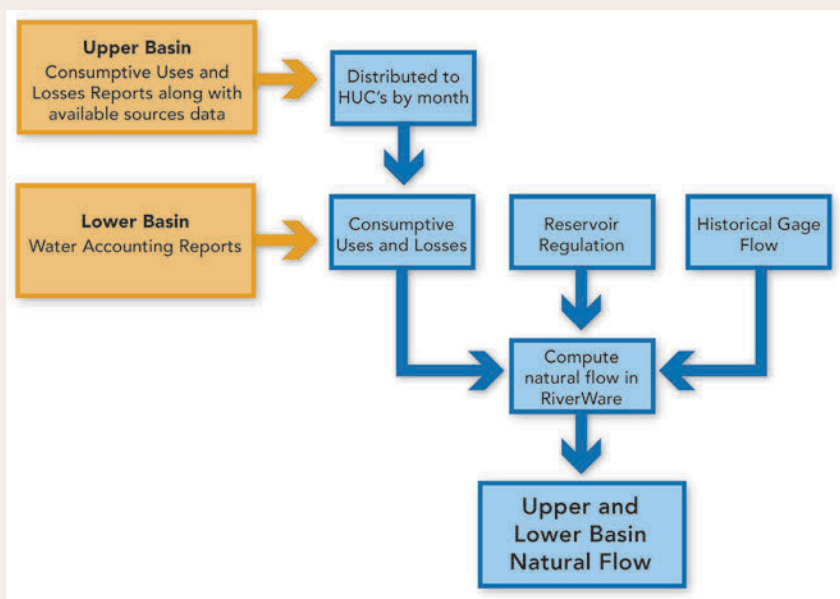 Upper Basin
Consumptive Uses and
Losses Reports along with
available sources data
Distributed to
HUC's by month
Lower Basin
Water Accounting Reports
Consumptive
Uses and Losses
Reservoir
Regulation
Historical Gage
Flow
Compute
natural flow in
RiverWare
Upper and
Lower Basin
Natural Flow